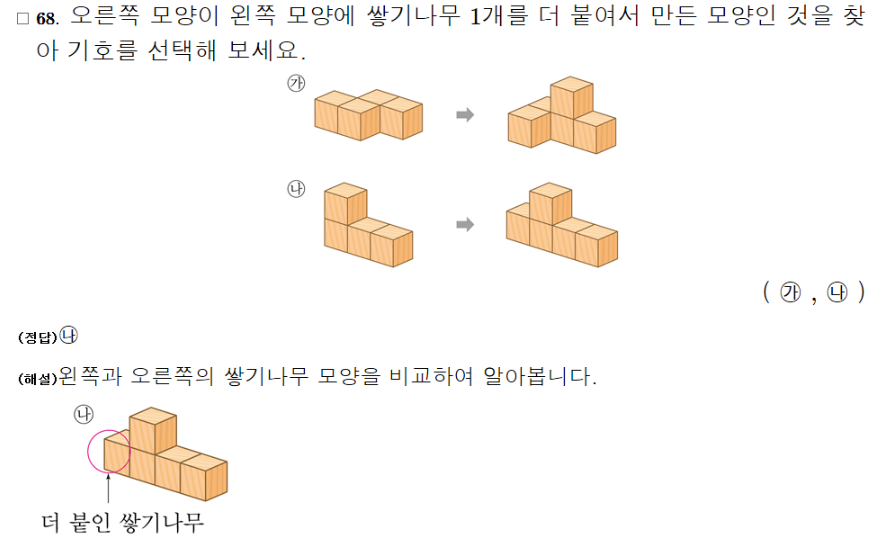 □ 68. 오른쪽 모양이 왼쪽 모양에 쌓기나무 1개를 더 붙여서 만든 모양인 것을 찾
아 기호를 선택해 보세요.
㉮
㉯
( ㉮ , ㉯ )
(정답)㉯
(해설)왼쪽과 오른쪽의 쌓기나무 모양을 비교하여 알아봅니다.
㉯
더 붙인 쌓기나무